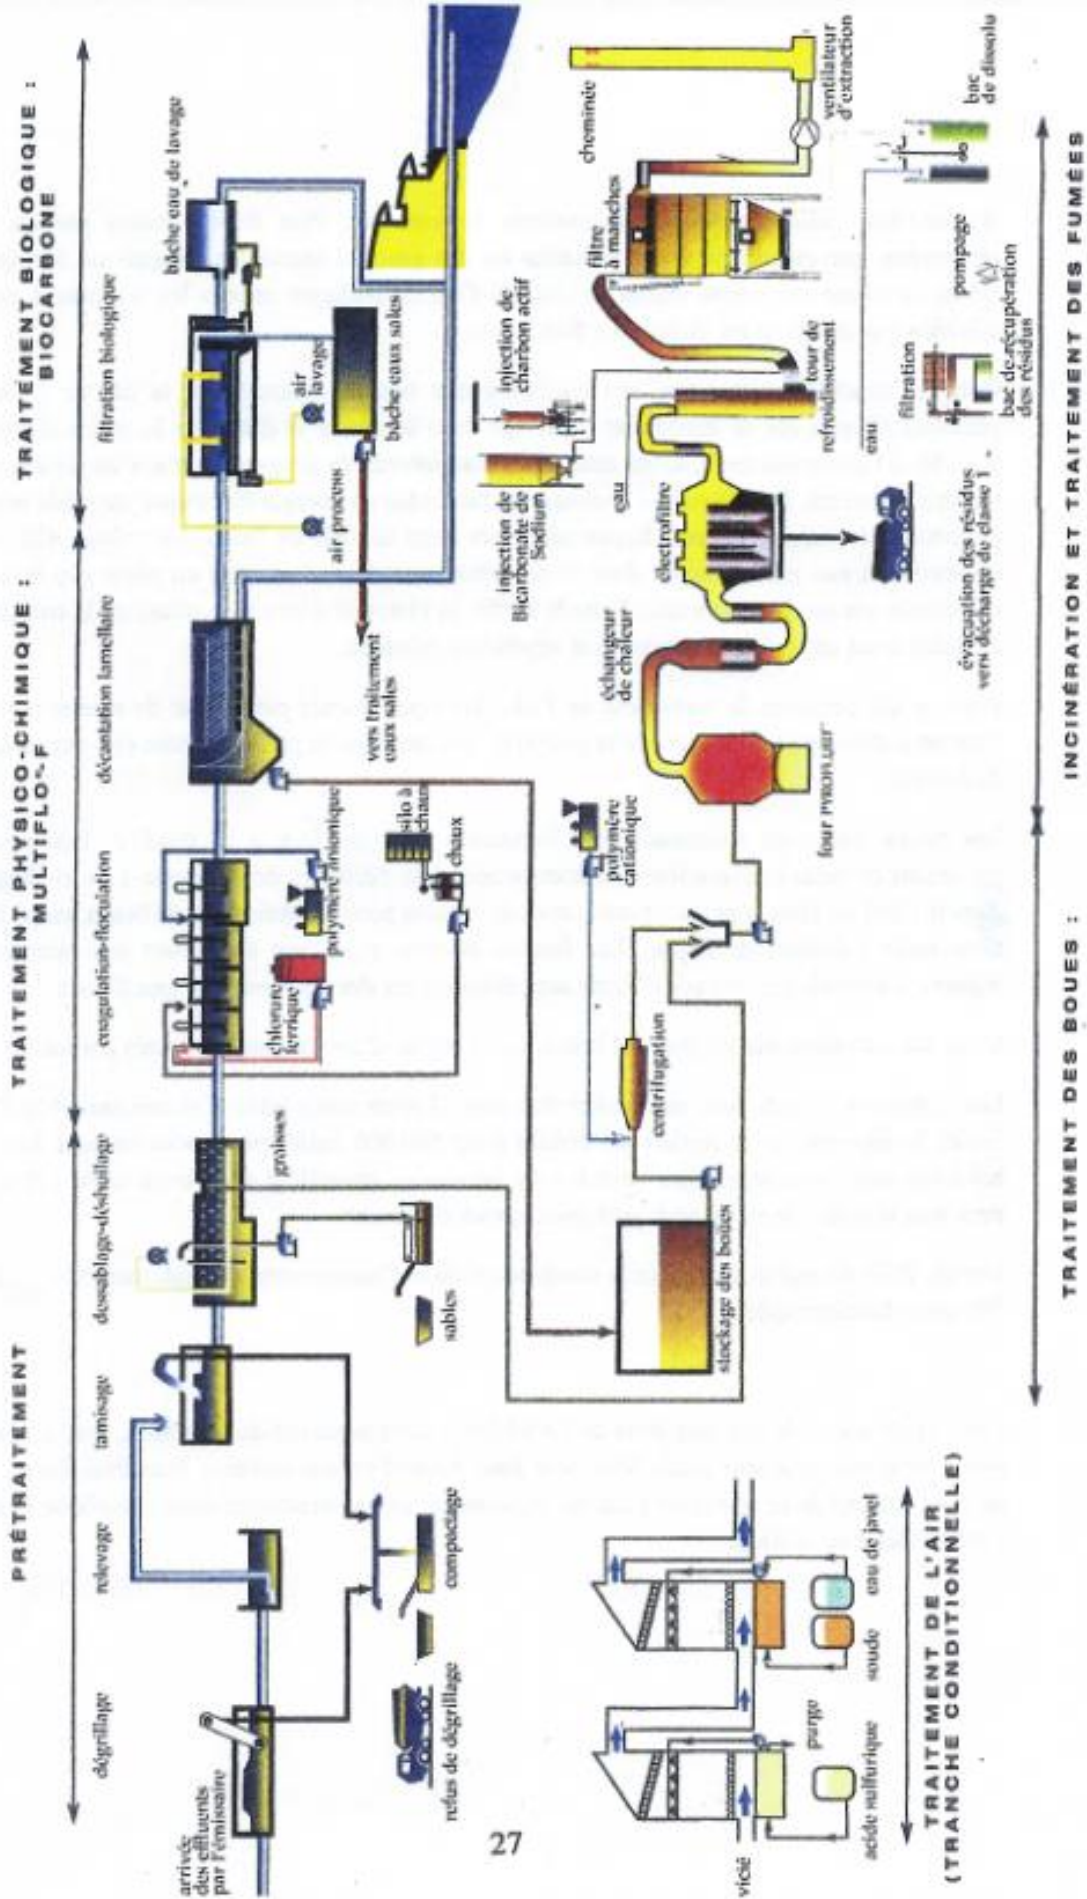 PRÉTRAITEMENT
TRAITEMENT PHYSICO-CHIMIQUE :
MULTIFLO
TRAITEMENT BIOLOGIQUE :
BIOCARBONE
dégrillage
relevage
tamisage
dessablage-déshuilage
coagulation-floculation
décantation lamellaire
filtration biologique
bâche eau de lavage
arrivée
des effluents
par l'émissaire
graisses
chlorure
ferrique
polymère anionique
silo à
chaux
chaux
air process
air
lavage
bâche eaux sales
vers traitement
eaux sales
refus de dégrillage
compactage
sables
stockage des boues
centrifugation
polymère
cationique
four
échangeur
de chaleur
électrofiltre
eau
injection de
Bicarbonate de
Sodium
injection de
charbon actif
tour de
refroidissement
filtre
à manches
cheminée
ventilateur
d'extraction
évacuation des résidus
vers décharge de classe 1
eau
filtration
bac de récupération
des résidus
pompage
bac
de dissolu
27
vicié
purge
acide sulfurique
soude
eau de javel
TRAITEMENT DE L'AIR
(TRANCHE CONDITIONNELLE)
TRAITEMENT DES BOUES :
INCINÉRATION ET TRAITEMENT DES FUMÉES